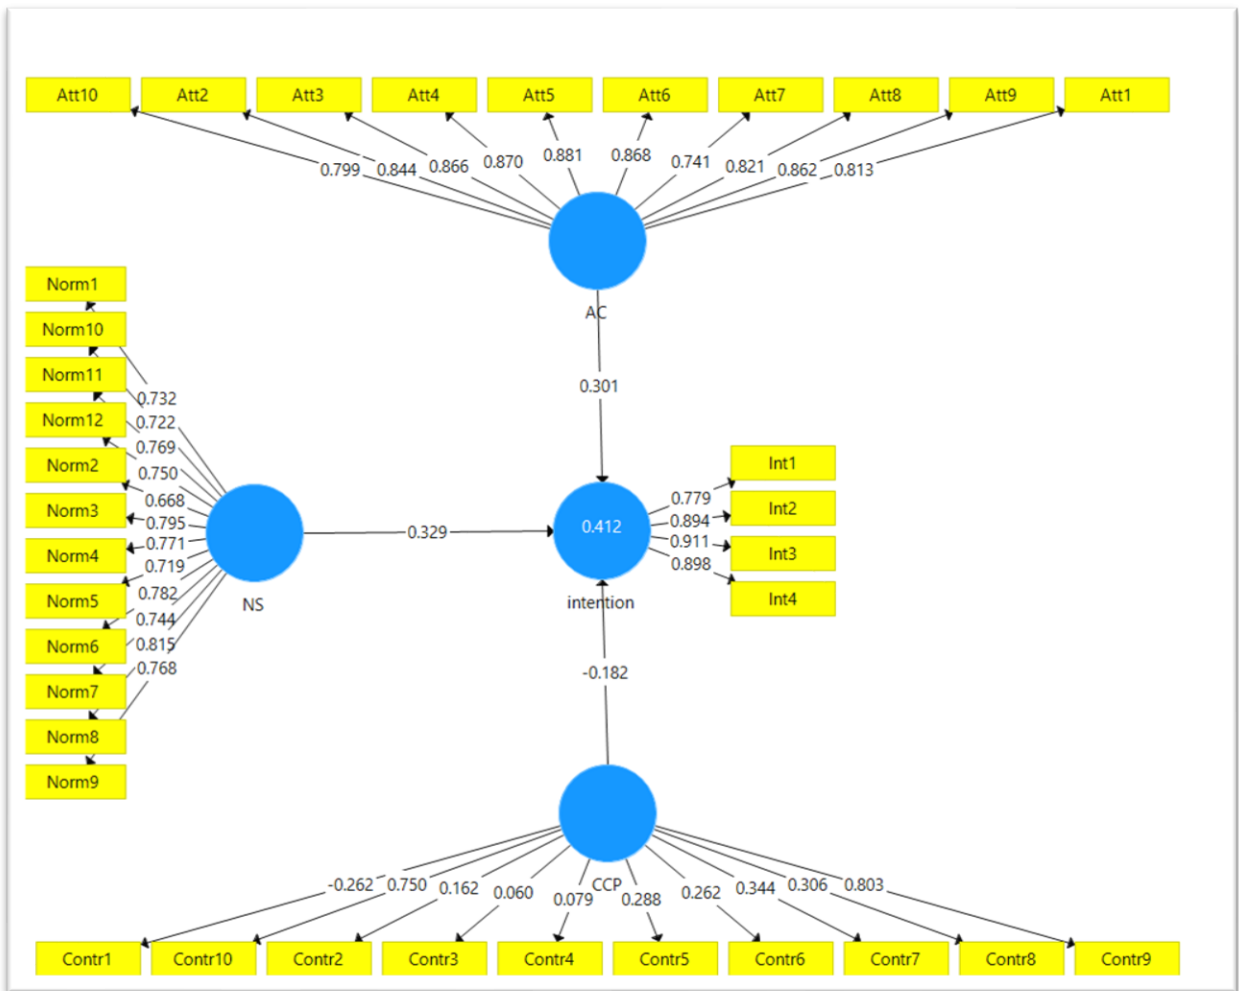 Att10 Att2 Att3 Att4 Att5 Att6 Att7 Att8 Att9 Att1
0.799 0.844 0.866 0.870 0.881 0.868 0.741 0.821 0.862 0.813
AC
0.301
Norm1
Norm10
Norm11
Norm12
Norm2
Norm3
Norm4
Norm5
Norm6
Norm7
Norm8
Norm9
0.732
0.722
0.769
0.750
0.668
0.795
0.771
0.719
0.782
0.744
0.815
0.768
NS
0.329
0.412
intention
0.779
0.894
0.911
0.898
Int1
Int2
Int3
Int4
-0.182
CCP
-0.262 0.750 0.162 0.060 0.079 0.288 0.262 0.344 0.306 0.803
Contr1 Contr10 Contr2 Contr3 Contr4 Contr5 Contr6 Contr7 Contr8 Contr9